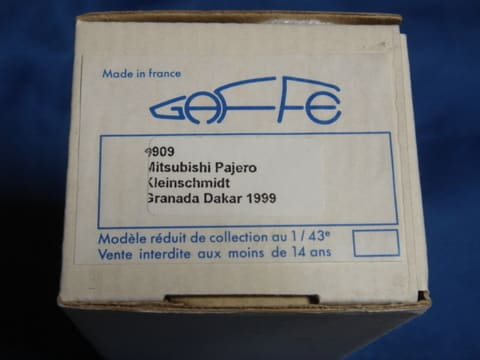 Made in france
GAFFE
9909
Mitsubishi Pajero
Kleinschmidt
Granada Dakar 1999
Modèle réduit de collection au 1/43e
Vente interdite aux moins de 14 ans